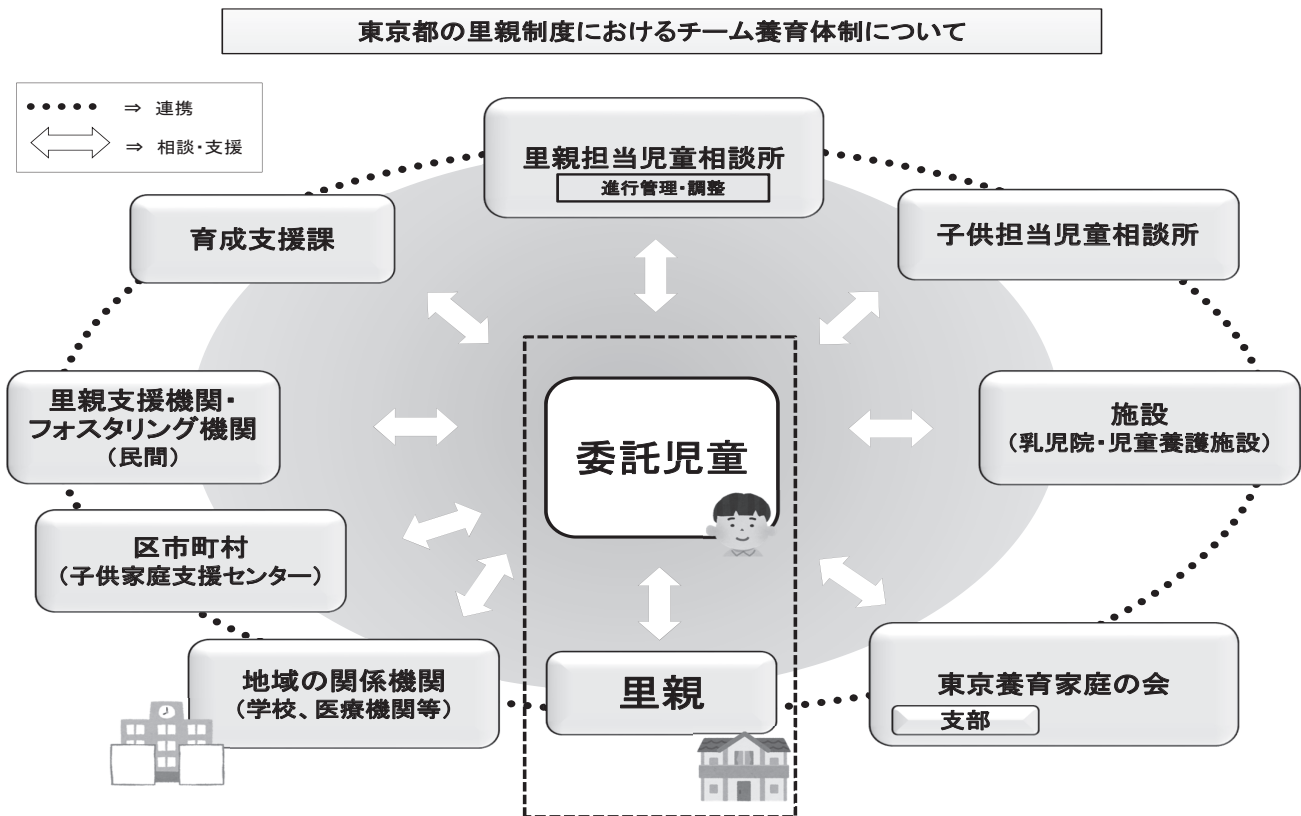 東京都の里親制度におけるチーム養育体制について
⇒ 連携
⇒ 相談・支援
里親担当児童相談所
進行管理・調整
育成支援課
子供担当児童相談所
里親支援機関・
フォスタリング機関
(民間)
施設
(乳児院・児童養護施設)
委託児童
区市町村
(子供家庭支援センター)
地域の関係機関
(学校、医療機関等)
里親
東京養育家庭の会
支部